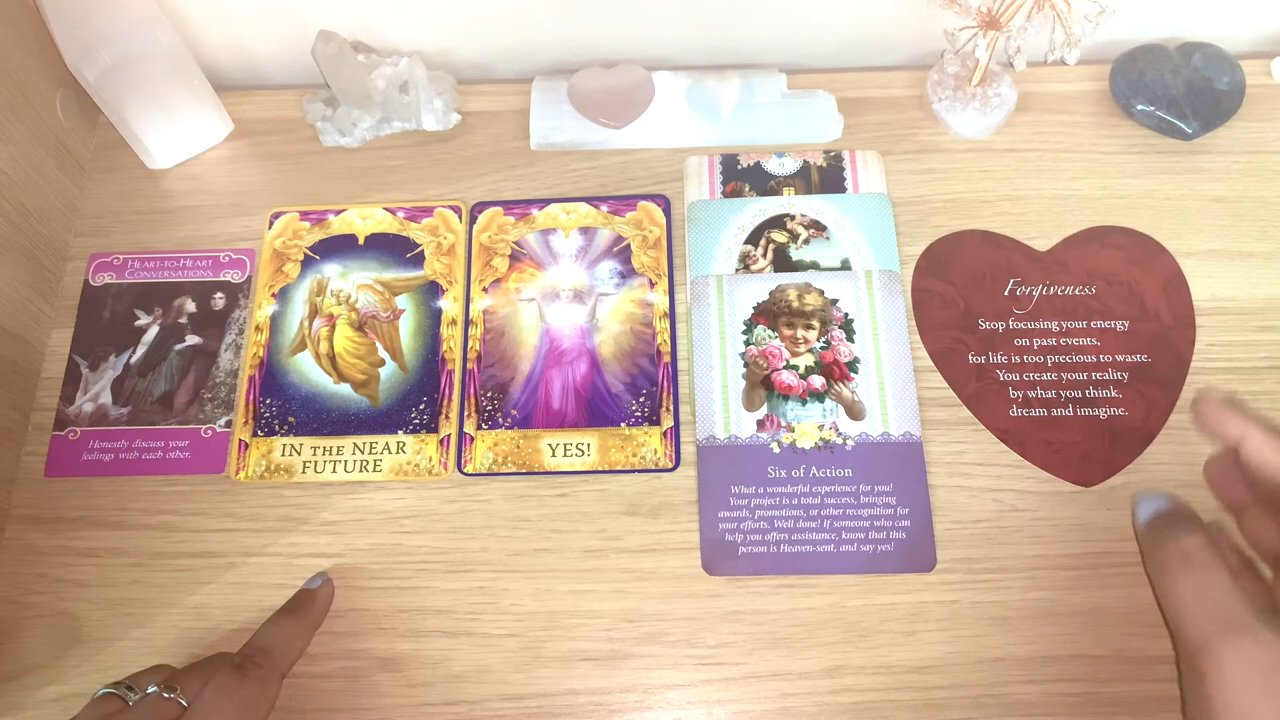 HEART-TO-HEART
CONVERSATIONS
Honestly discuss your
feelings with each other.
IN THE NEAR
FUTURE
YES!
9
Six of Action
What a wonderful experience for you!
Your project is a total success, bringing
awards, promotions, or other recognition for
your efforts. Well done! If someone who can
help you offers assistance, know that this
person is Heaven-sent, and say yes!
Forgiveness
Stop focusing your energy
on past events,
for life is too precious to waste.
You create your reality
by what you think,
dream and imagine.